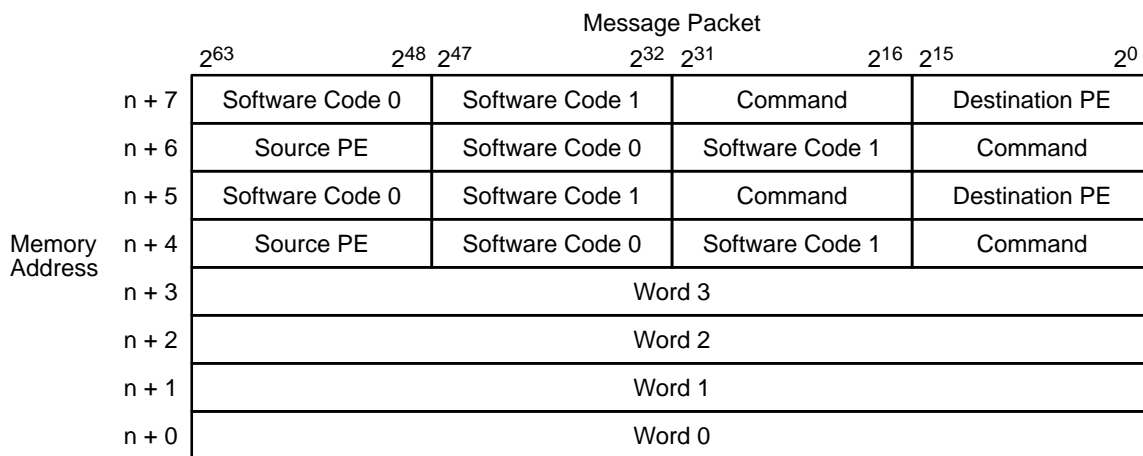 Message Packet
2^63 2^48 2^47 2^32 2^31 2^16 2^15 2^0
n + 7 Software Code 0 Software Code 1 Command Destination PE
n + 6 Source PE Software Code 0 Software Code 1 Command
n + 5 Software Code 0 Software Code 1 Command Destination PE
Memory Address n + 4 Source PE Software Code 0 Software Code 1 Command
n + 3 Word 3
n + 2 Word 2
n + 1 Word 1
n + 0 Word 0